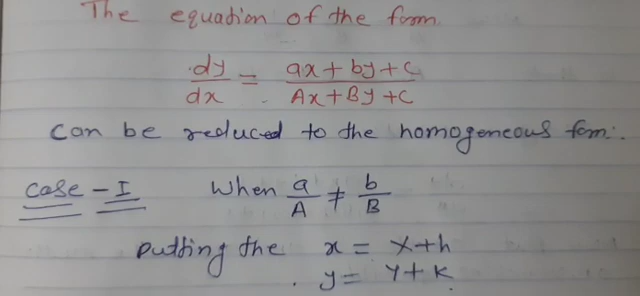 The equation of the form
dy/dx = ax + by + c / Ax + By + C
can be reduced to the homogeneous form:
Case - I When a/A ≠ b/B
putting the x = X+h
y = Y+k